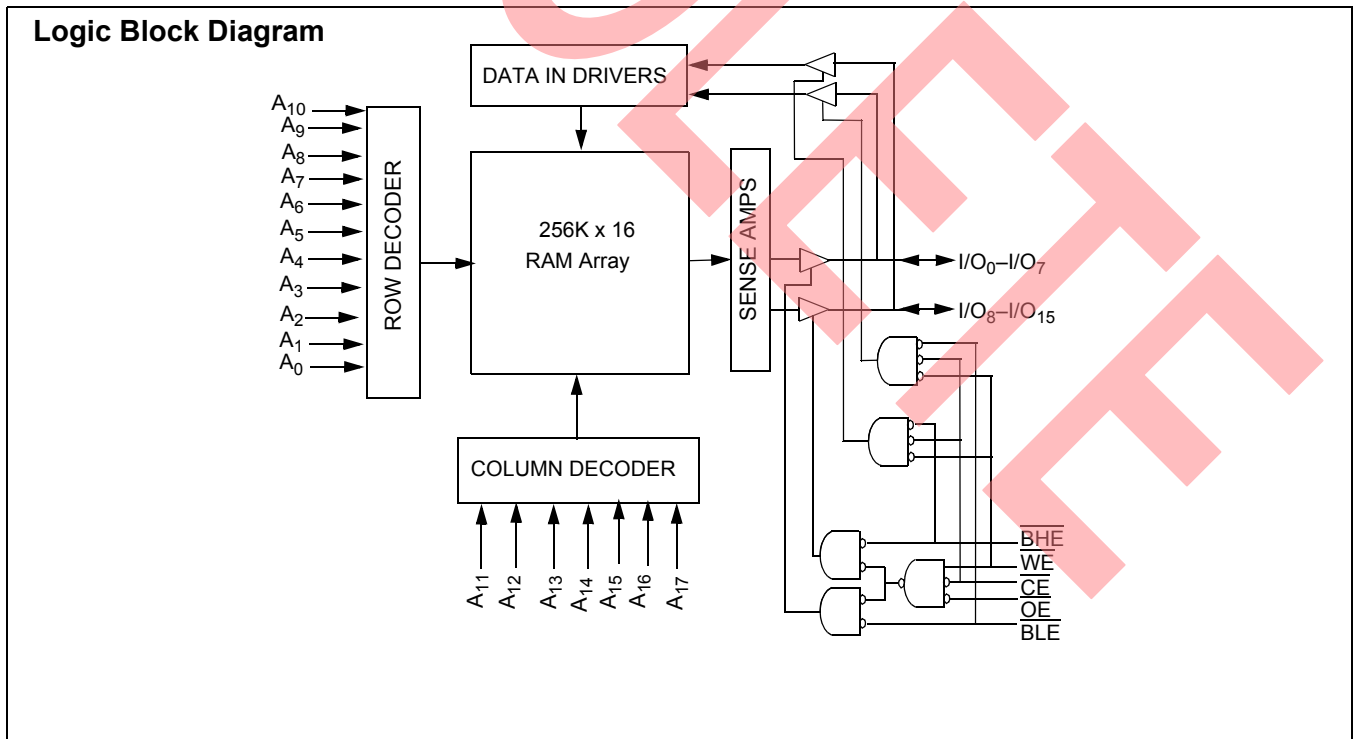 Logic Block Diagram
DATA IN DRIVERS
A10
A9
A8
A7
A6
A5
A4
A3
A2
A1
A0
ROW DECODER
256K x 16
RAM Array
SENSE AMPS
I/O0–I/O7
I/O8–I/O15
COLUMN DECODER
A11
A12
A13
A14
A15
A16
A17
BHE
WE
CE
OE
BLE